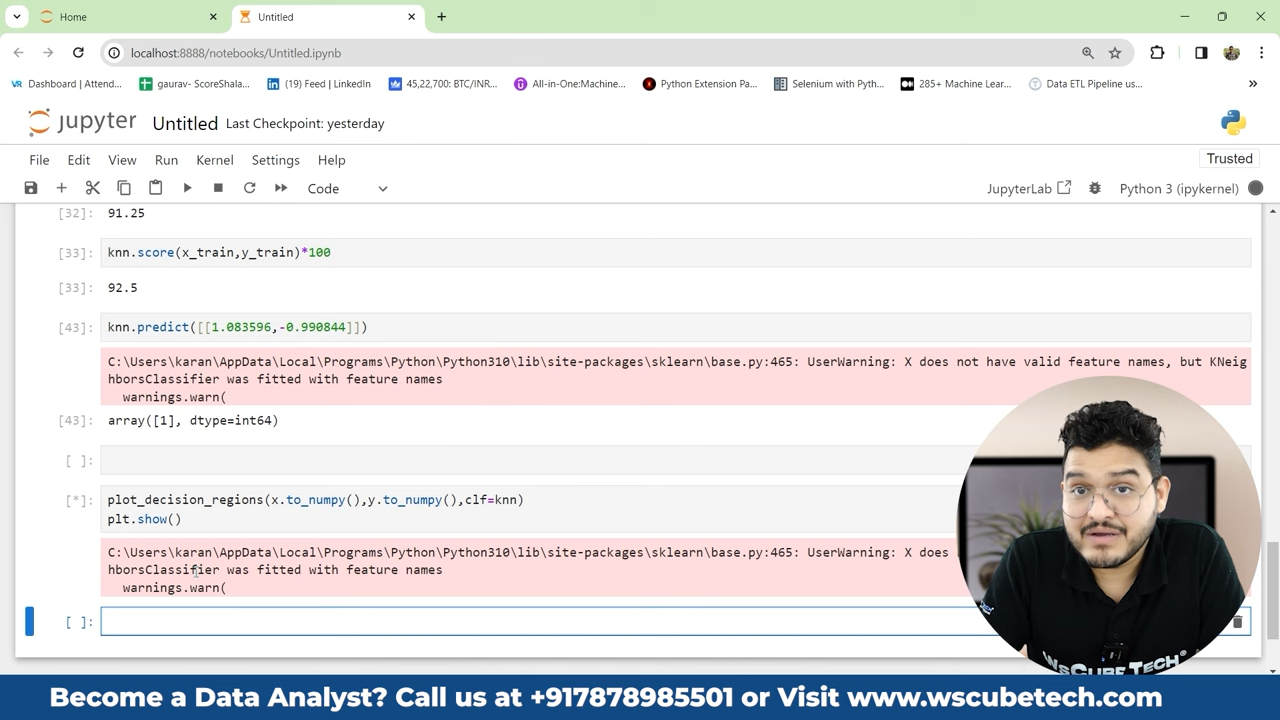 Home
Untitled
localhost:8888/notebooks/Untitled.ipynb
Dashboard | Attend...
gaurav- ScoreShala...
(19) Feed | LinkedIn
45,22,700: BTC/INR...
All-in-One:Machine...
Python Extension Pa...
Selenium with Pyth...
285+ Machine Lear...
Data ETL Pipeline us...
jupyter Untitled Last Checkpoint: yesterday
File Edit View Run Kernel Settings Help
Trusted
Code
JupyterLab
Python 3 (ipykernel)
[32]: 91.25
[33]: knn.score(x_train,y_train)*100
[33]: 92.5
[43]: knn.predict([[1.083596,-0.990844]])
C:\Users\karan\AppData\Local\Programs\Python\Python310\lib\site-packages\sklearn\base.py:465: UserWarning: X does not have valid feature names, but KNeig
hborsClassifier was fitted with feature names
warnings.warn(
[43]: array([1], dtype=int64)
[ ]:
[*]: plot_decision_regions(x.to_numpy(),y.to_numpy(),clf=knn)
plt.show()
C:\Users\karan\AppData\Local\Programs\Python\Python310\lib\site-packages\sklearn\base.py:465: UserWarning: X does
hborsClassifier was fitted with feature names
warnings.warn(
[ ]:
WSCUBE TECH
Become a Data Analyst? Call us at +917878985501 or Visit www.wscubetech.com